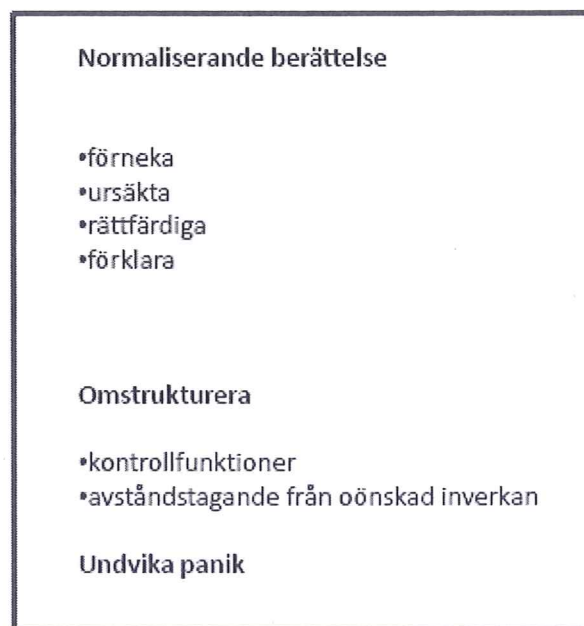 Normaliserande berättelse
•förneka
•ursäkta
•rättfärdiga
•förklara
Omstrukturera
•kontrollfunktioner
•avståndstagande från oönskad inverkan
Undvika panik